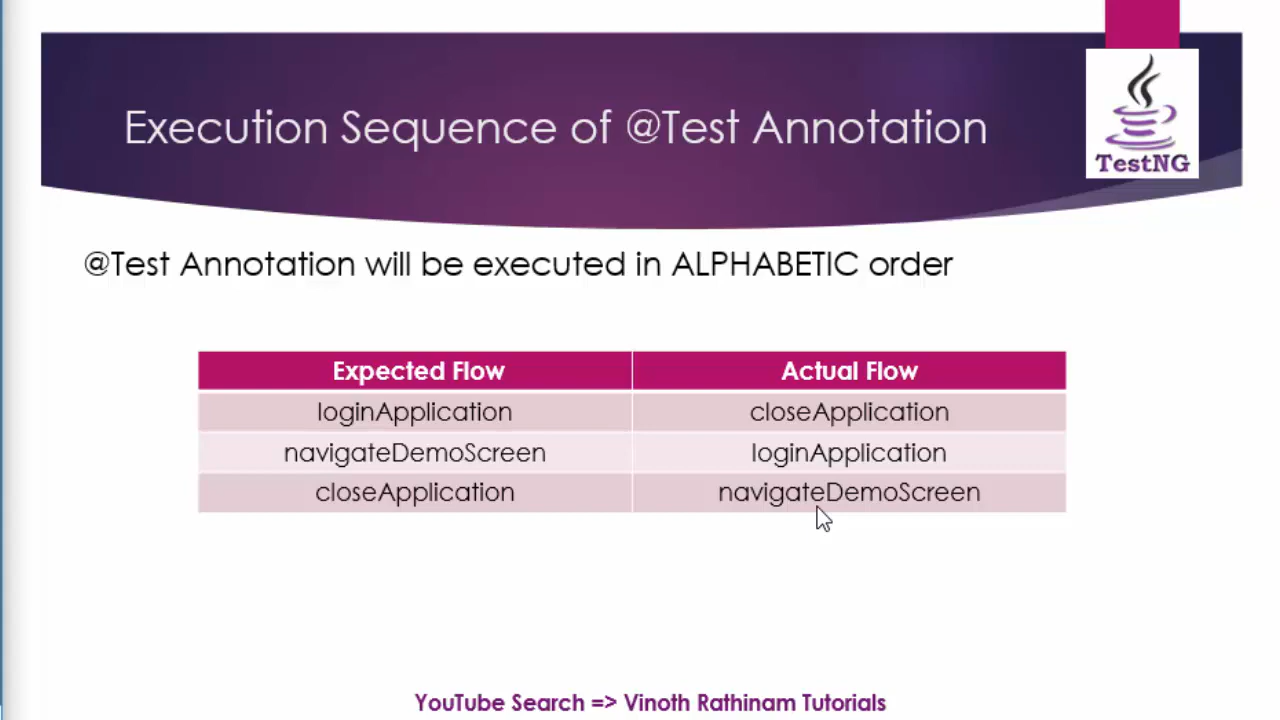 Execution Sequence of @Test Annotation
TestNG
@Test Annotation will be executed in ALPHABETIC order
Expected Flow Actual Flow
loginApplication closeApplication
navigateDemoScreen loginApplication
closeApplication navigateDemoScreen
YouTube Search => Vinoth Rathinam Tutorials